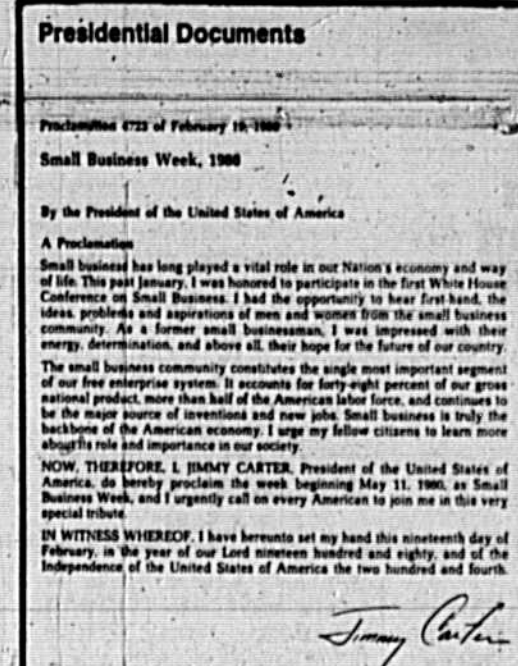 Presidential Documents
Proclamation 4723 of February 19, 1980
Small Business Week, 1980
By the President of the United States of America
A Proclamation
Small business has long played a vital role in our Nation's economy and way
of life. This past January, I was honored to participate in the first White House
Conference on Small Business. I had the opportunity to hear first-hand, the
ideas, problems and aspirations of men and women from the small business
community. As a former small businessman, I was impressed with their
energy, determination, and above all, their hope for the future of our country.
The small business community constitutes the single most important segment
of our free enterprise system. It accounts for forty-eight percent of our gross
national product, more than half of the American labor force, and continues to
be the major source of inventions and new jobs. Small business is truly the
backbone of the American economy. I urge my fellow citizens to learn more
about its role and importance in our society.
NOW, THEREFORE, I, JIMMY CARTER, President of the United States of
America, do hereby proclaim the week beginning May 11, 1980, as Small
Business Week, and I urgently call on every American to join me in this very
special tribute.
IN WITNESS WHEREOF, I have hereunto set my hand this nineteenth day of
February, in the year of our Lord nineteen hundred and eighty, and of the
Independence of the United States of America the two hundred and fourth.
Jimmy Carter